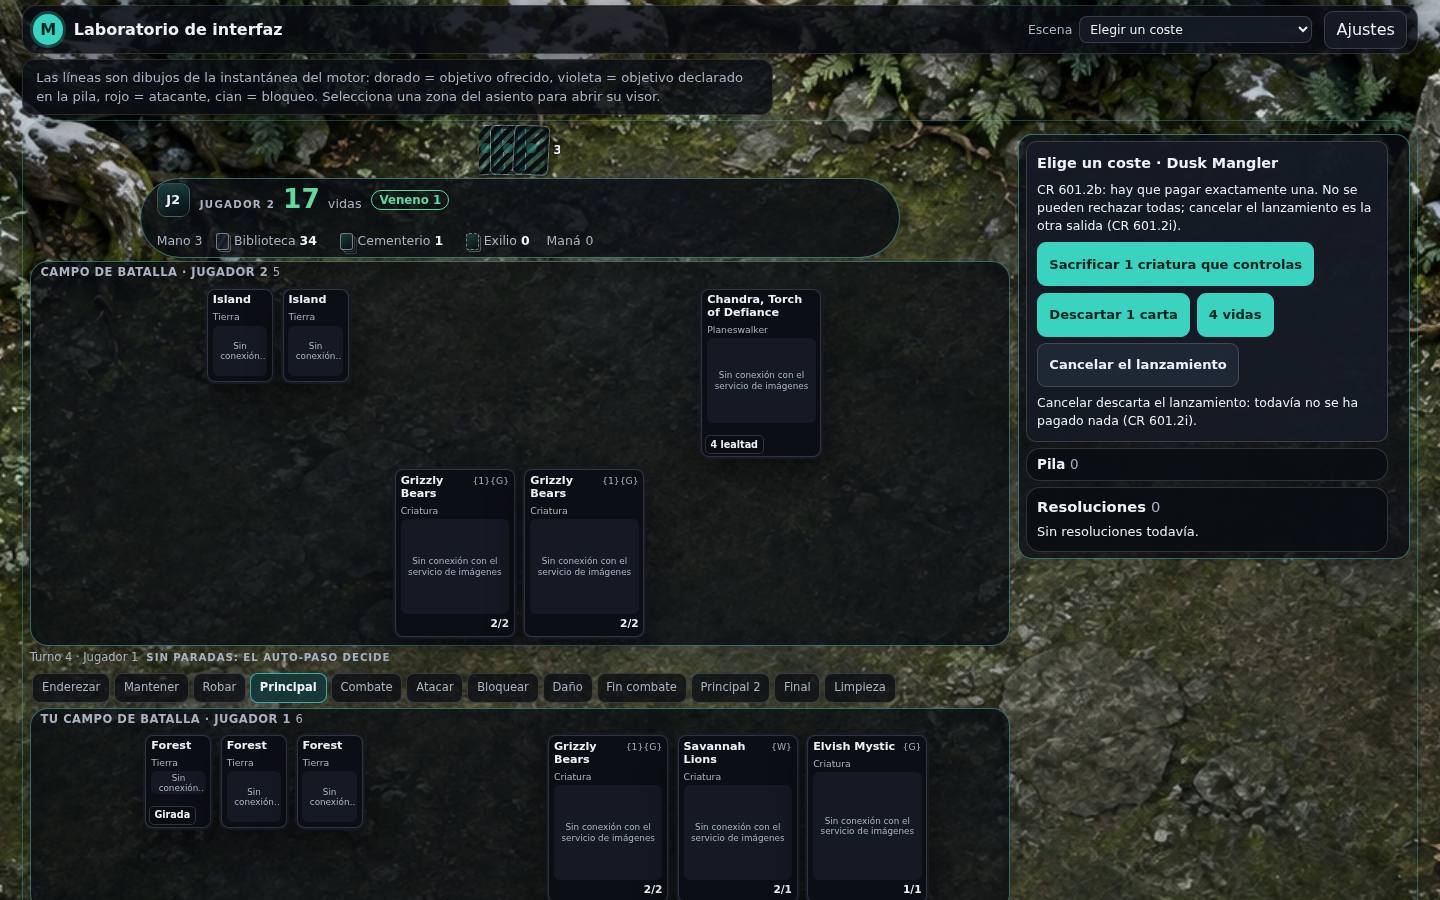 M Laboratorio de interfaz
Escena Elegir un coste Ajustes
Las líneas son dibujos de la instantánea del motor: dorado = objetivo ofrecido, violeta = objetivo declarado
en la pila, rojo = atacante, cian = bloqueo. Selecciona una zona del asiento para abrir su visor.
3
J2 JUGADOR 2 17 vidas Veneno 1
Mano 3 Biblioteca 34 Cementerio 1 Exilio 0 Maná 0
CAMPO DE BATALLA · JUGADOR 2 5
Island
Tierra
Sin
conexión..
Island
Tierra
Sin
conexión..
Chandra, Torch
of Defiance
Planeswalker
Sin conexión con el
servicio de imágenes
4 lealtad
Grizzly {1}{G}
Bears
Criatura
Sin conexión con el
servicio de imágenes
2/2
Grizzly {1}{G}
Bears
Criatura
Sin conexión con el
servicio de imágenes
2/2
Turno 4 · Jugador 1 SIN PARADAS: EL AUTO-PASO DECIDE
Enderezar Mantener Robar Principal Combate Atacar Bloquear Daño Fin combate Principal 2 Final Limpieza
TU CAMPO DE BATALLA · JUGADOR 1 6
Forest
Tierra
Sin
conexión..
Girada
Forest
Tierra
Sin
conexión..
Forest
Tierra
Sin
conexión..
Grizzly {1}{G}
Bears
Criatura
Sin conexión con el
servicio de imágenes
2/2
Savannah {W}
Lions
Criatura
Sin conexión con el
servicio de imágenes
2/1
Elvish Mystic {G}
Criatura
Sin conexión con el
servicio de imágenes
1/1
Elige un coste · Dusk Mangler
CR 601.2b: hay que pagar exactamente una. No se
pueden rechazar todas; cancelar el lanzamiento es la
otra salida (CR 601.2i).
Sacrificar 1 criatura que controlas
Descartar 1 carta 4 vidas
Cancelar el lanzamiento
Cancelar descarta el lanzamiento: todavía no se ha
pagado nada (CR 601.2i).
Pila 0
Resoluciones 0
Sin resoluciones todavía.